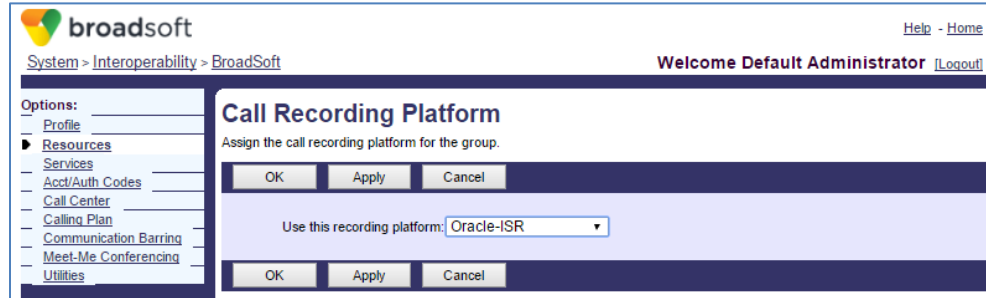 broadsoft
Help - Home
System > Interoperability > BroadSoft
Welcome Default Administrator [Logout]
Options:
Profile
Resources
Services
Acct/Auth Codes
Call Center
Calling Plan
Communication Barring
Meet-Me Conferencing
Utilities
Call Recording Platform
Assign the call recording platform for the group.
OK Apply Cancel
Use this recording platform: Oracle-ISR
OK Apply Cancel